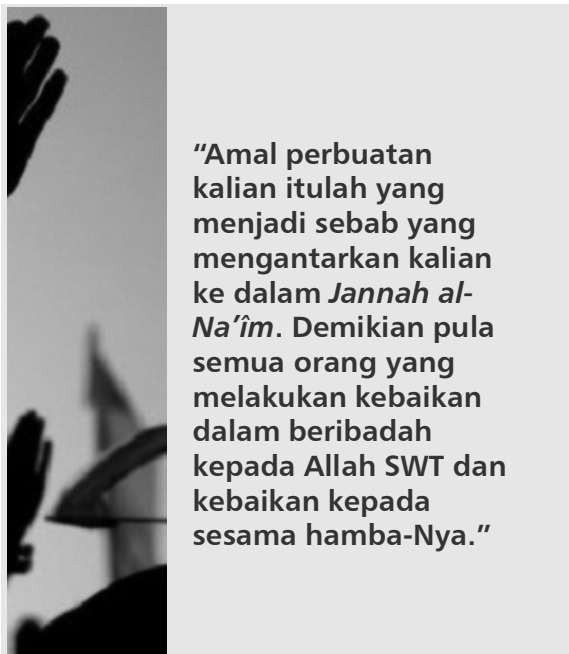 “Amal perbuatan
kalian itulah yang
menjadi sebab yang
mengantarkan kalian
ke dalam Jannah al-
Na’îm. Demikian pula
semua orang yang
melakukan kebaikan
dalam beribadah
kepada Allah SWT dan
kebaikan kepada
sesama hamba-Nya.”